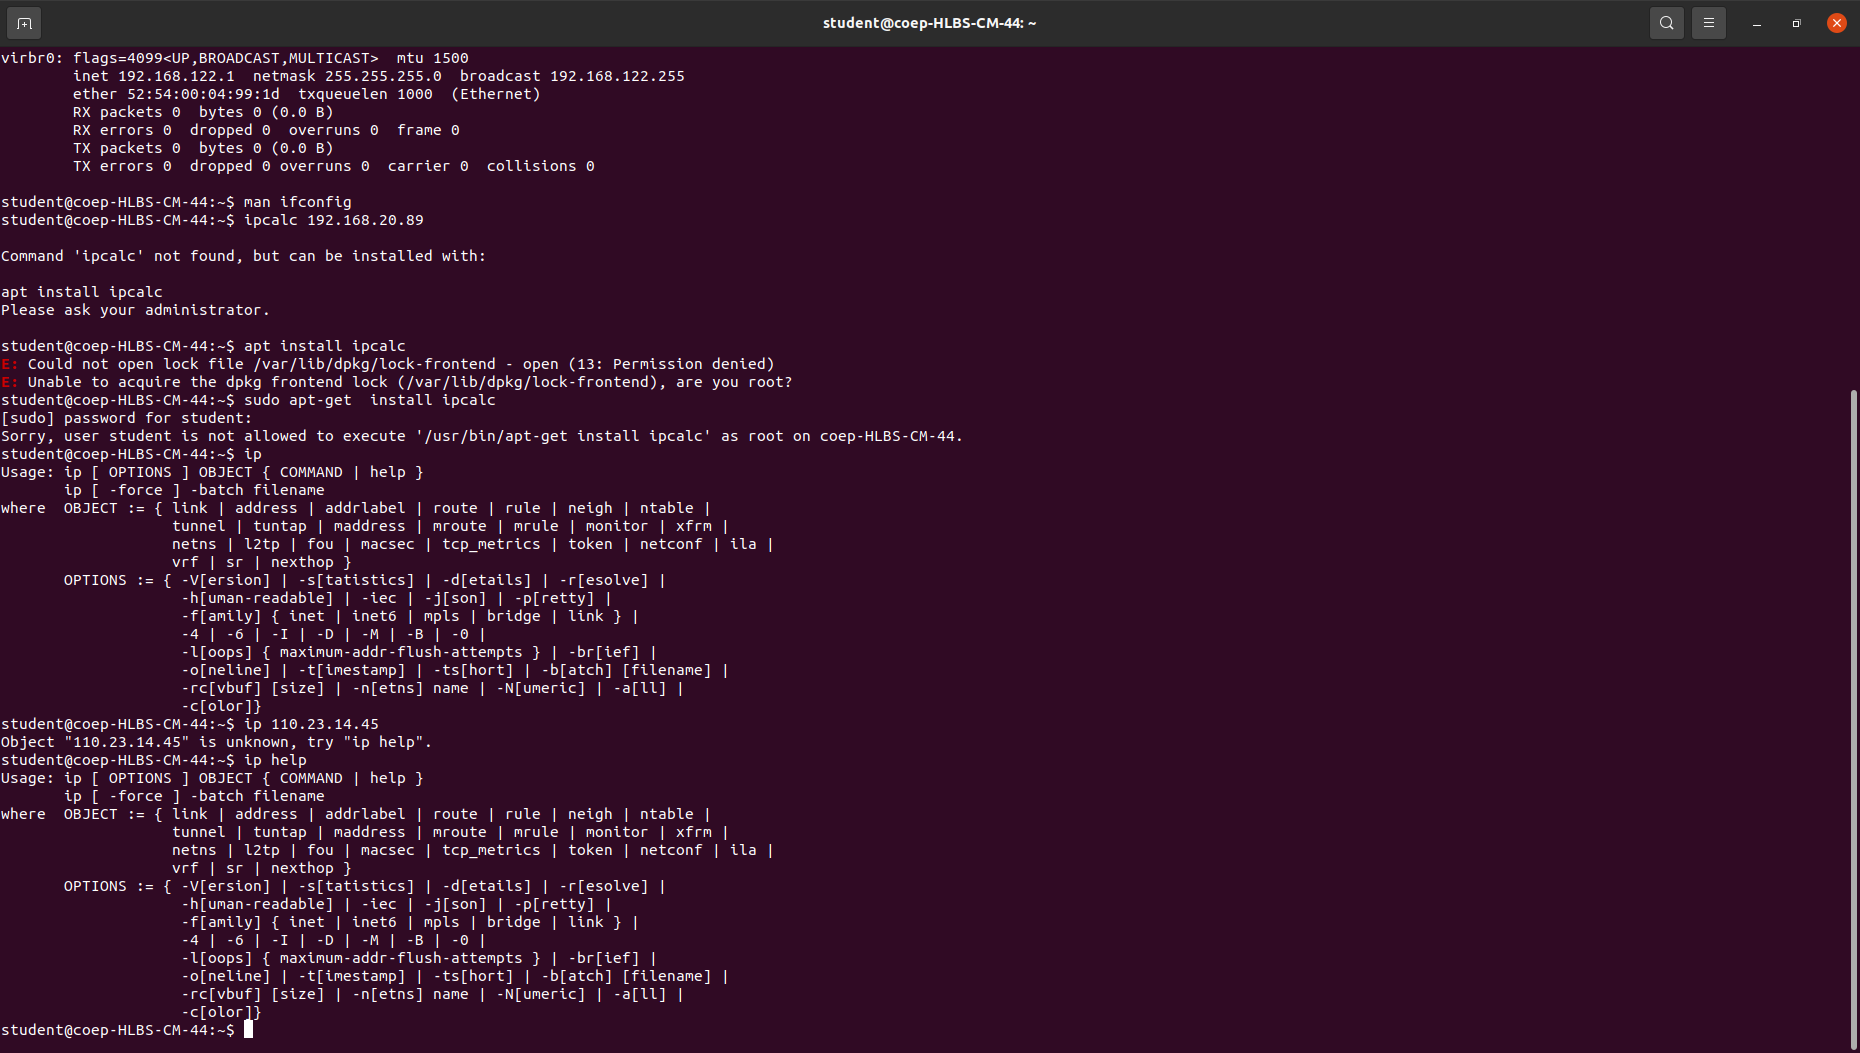 student@coep-HLBS-CM-44: ~
virbr0: flags=4099<UP,BROADCAST,MULTICAST>  mtu 1500
        inet 192.168.122.1  netmask 255.255.255.0  broadcast 192.168.122.255
        ether 52:54:00:04:99:1d  txqueuelen 1000  (Ethernet)
        RX packets 0  bytes 0 (0.0 B)
        RX errors 0  dropped 0  overruns 0  frame 0
        TX packets 0  bytes 0 (0.0 B)
        TX errors 0  dropped 0 overruns 0  carrier 0  collisions 0
student@coep-HLBS-CM-44:~$ man ifconfig
student@coep-HLBS-CM-44:~$ ipcalc 192.168.20.89
Command 'ipcalc' not found, but can be installed with:
apt install ipcalc
Please ask your administrator.
student@coep-HLBS-CM-44:~$ apt install ipcalc
E: Could not open lock file /var/lib/dpkg/lock-frontend - open (13: Permission denied)
E: Unable to acquire the dpkg frontend lock (/var/lib/dpkg/lock-frontend), are you root?
student@coep-HLBS-CM-44:~$ sudo apt-get  install ipcalc
[sudo] password for student:
Sorry, user student is not allowed to execute '/usr/bin/apt-get install ipcalc' as root on coep-HLBS-CM-44.
student@coep-HLBS-CM-44:~$ ip
Usage: ip [ OPTIONS ] OBJECT { COMMAND | help }
       ip [ -force ] -batch filename
where  OBJECT := { link | address | addrlabel | route | rule | neigh | ntable |
                   tunnel | tuntap | maddress | mroute | mrule | monitor | xfrm |
                   netns | l2tp | fou | macsec | tcp_metrics | token | netconf | ila |
                   vrf | sr | nexthop }
       OPTIONS := { -V[ersion] | -s[tatistics] | -d[etails] | -r[esolve] |
                    -h[uman-readable] | -iec | -j[son] | -p[retty] |
                    -f[amily] { inet | inet6 | mpls | bridge | link } |
                    -4 | -6 | -I | -D | -M | -B | -0 |
                    -l[oops] { maximum-addr-flush-attempts } | -br[ief] |
                    -o[neline] | -t[imestamp] | -ts[hort] | -b[atch] [filename] |
                    -rc[vbuf] [size] | -n[etns] name | -N[umeric] | -a[ll] |
                    -c[olor]}
student@coep-HLBS-CM-44:~$ ip 110.23.14.45
Object "110.23.14.45" is unknown, try "ip help".
student@coep-HLBS-CM-44:~$ ip help
Usage: ip [ OPTIONS ] OBJECT { COMMAND | help }
       ip [ -force ] -batch filename
where  OBJECT := { link | address | addrlabel | route | rule | neigh | ntable |
                   tunnel | tuntap | maddress | mroute | mrule | monitor | xfrm |
                   netns | l2tp | fou | macsec | tcp_metrics | token | netconf | ila |
                   vrf | sr | nexthop }
       OPTIONS := { -V[ersion] | -s[tatistics] | -d[etails] | -r[esolve] |
                    -h[uman-readable] | -iec | -j[son] | -p[retty] |
                    -f[amily] { inet | inet6 | mpls | bridge | link } |
                    -4 | -6 | -I | -D | -M | -B | -0 |
                    -l[oops] { maximum-addr-flush-attempts } | -br[ief] |
                    -o[neline] | -t[imestamp] | -ts[hort] | -b[atch] [filename] |
                    -rc[vbuf] [size] | -n[etns] name | -N[umeric] | -a[ll] |
                    -c[olor]}
student@coep-HLBS-CM-44:~$